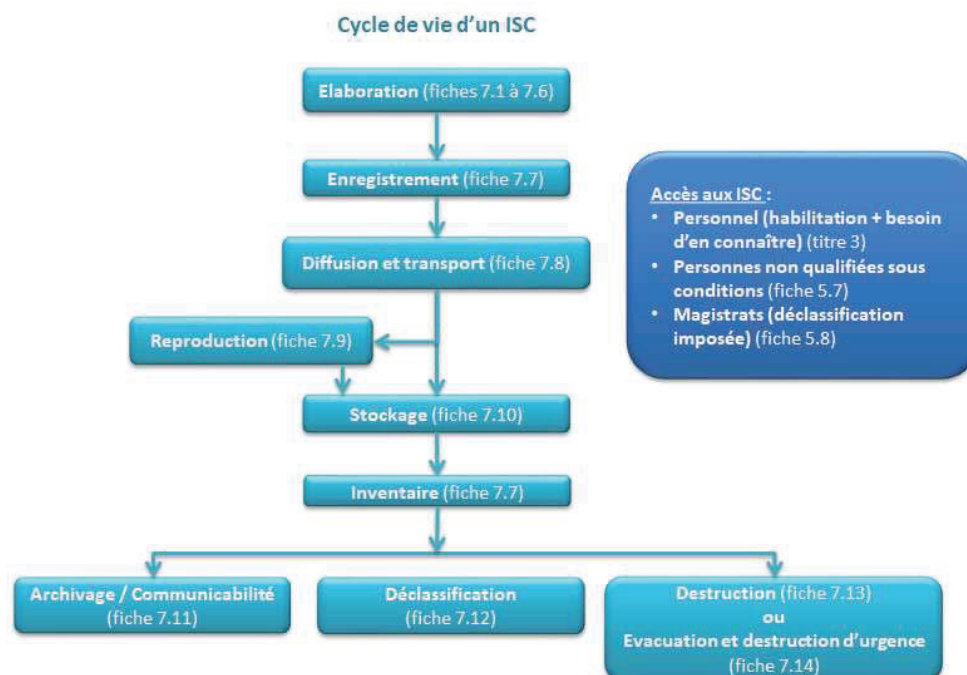 Cycle de vie d'un ISC
Elaboration (fiches 7.1 à 7.6)
Enregistrement (fiche 7.7)
Diffusion et transport (fiche 7.8)
Reproduction (fiche 7.9)
Stockage (fiche 7.10)
Inventaire (fiche 7.7)
Archivage / Communicabilité
(fiche 7.11)
Déclassification
(fiche 7.12)
Destruction (fiche 7.13)
ou
Evacuation et destruction d'urgence
(fiche 7.14)
Accès aux ISC :
• Personnel (habilitation + besoin
d'en connaître) (titre 3)
• Personnes non qualifiées sous
conditions (fiche 5.7)
• Magistrats (déclassification
imposée) (fiche 5.8)